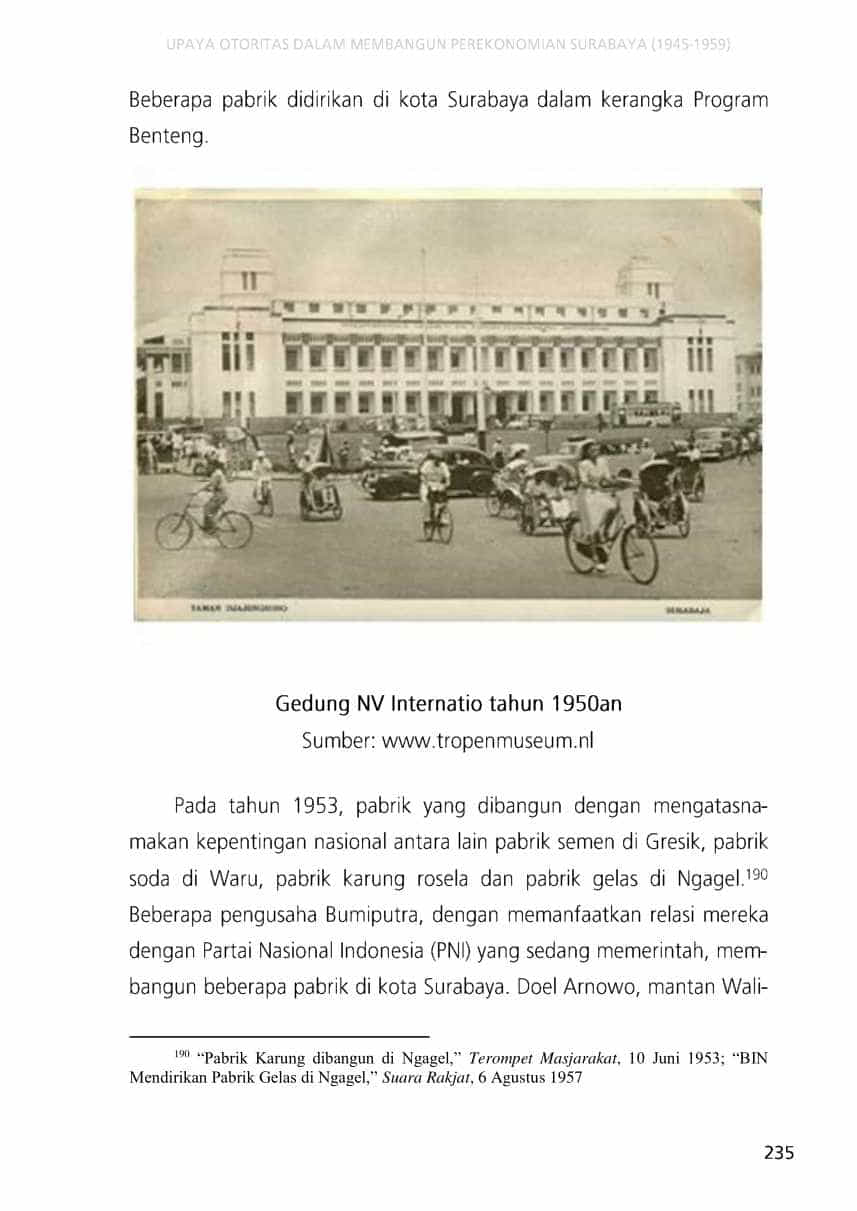 UPAYA OTORITAS DALAM MEMBANGUN PEREKONOMIAN SURABAYA (1945-1959)
Beberapa pabrik didirikan di kota Surabaya dalam kerangka Program
Benteng.
TAMAN
SURABAJA
Gedung NV Internatio tahun 1950an
Sumber: www.tropenmuseum.nl
Pada tahun 1953, pabrik yang dibangun dengan mengatasna-
makan kepentingan nasional antara lain pabrik semen di Gresik, pabrik
soda di Waru, pabrik karung rosela dan pabrik gelas di Ngagel.190
Beberapa pengusaha Bumiputra, dengan memanfaatkan relasi mereka
dengan Partai Nasional Indonesia (PNI) yang sedang memerintah, mem-
bangun beberapa pabrik di kota Surabaya. Doel Arnowo, mantan Wali-
190 “Pabrik Karung dibangun di Ngagel,” Terompet Masjarakat, 10 Juni 1953; “BIN
Mendirikan Pabrik Gelas di Ngagel,” Suara Rakjat, 6 Agustus 1957
235